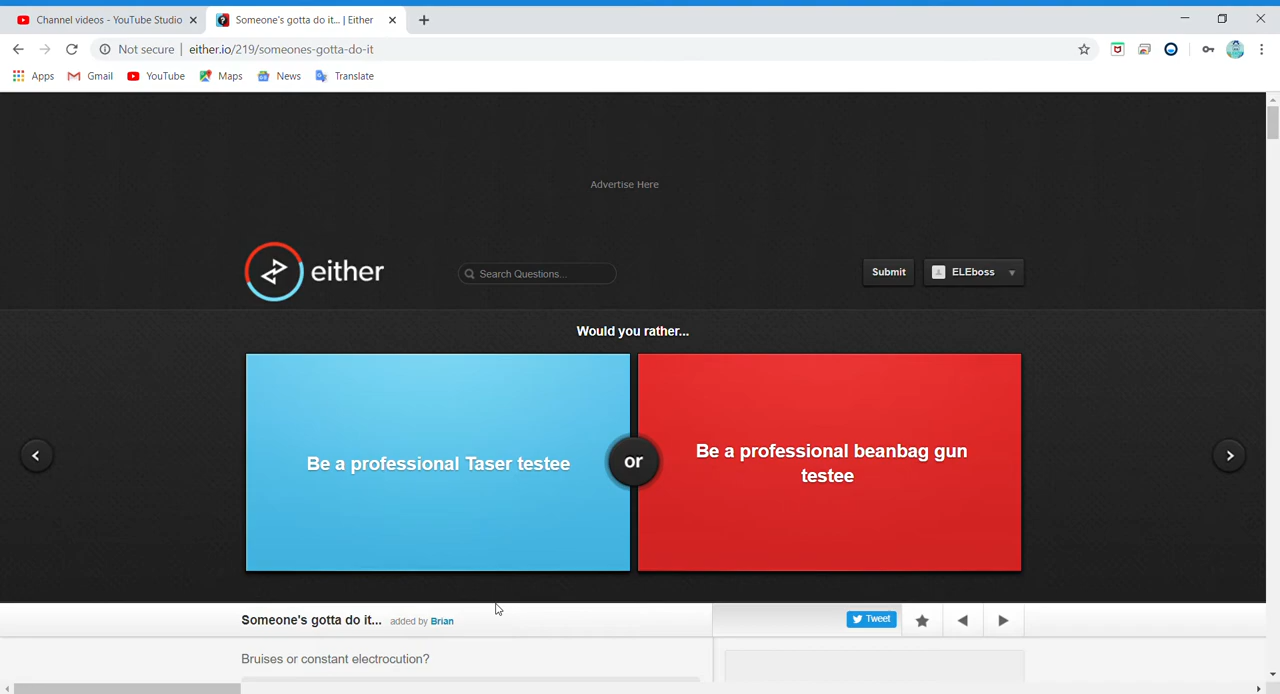 Channel videos - YouTube Studio
Someone's gotta do it... | Either
Not secure | either.io/219/someones-gotta-do-it
Apps Gmail YouTube Maps News Translate
Advertise Here
either
Search Questions...
Submit
ELEboss
Would you rather...
Be a professional Taser testee
or
Be a professional beanbag gun
testee
Someone's gotta do it... added by Brian
Tweet
Bruises or constant electrocution?